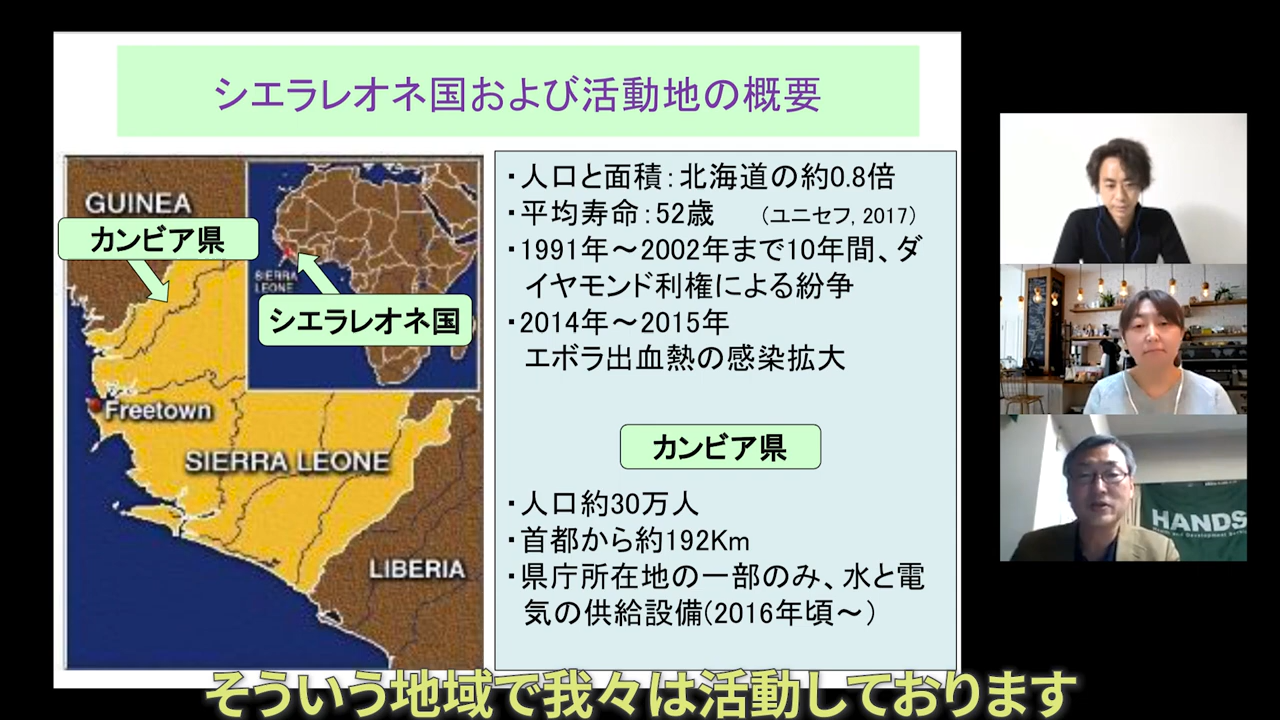 シエラレオネ国および活動地の概要
GUINEA
カンビア県
SIERRA
LEONE
シエラレオネ国
Freetown
SIERRA LEONE
LIBERIA
・人口と面積：北海道の約0.8倍
・平均寿命：52歳　（ユニセフ, 2017）
・1991年～2002年まで10年間、ダ
イヤモンド利権による紛争
・2014年～2015年
エボラ出血熱の感染拡大
カンビア県
・人口約30万人
・首都から約192Km
・県庁所在地の一部のみ、水と電
気の供給設備(2016年頃～）
HANDS
そういう地域で我々は活動しております